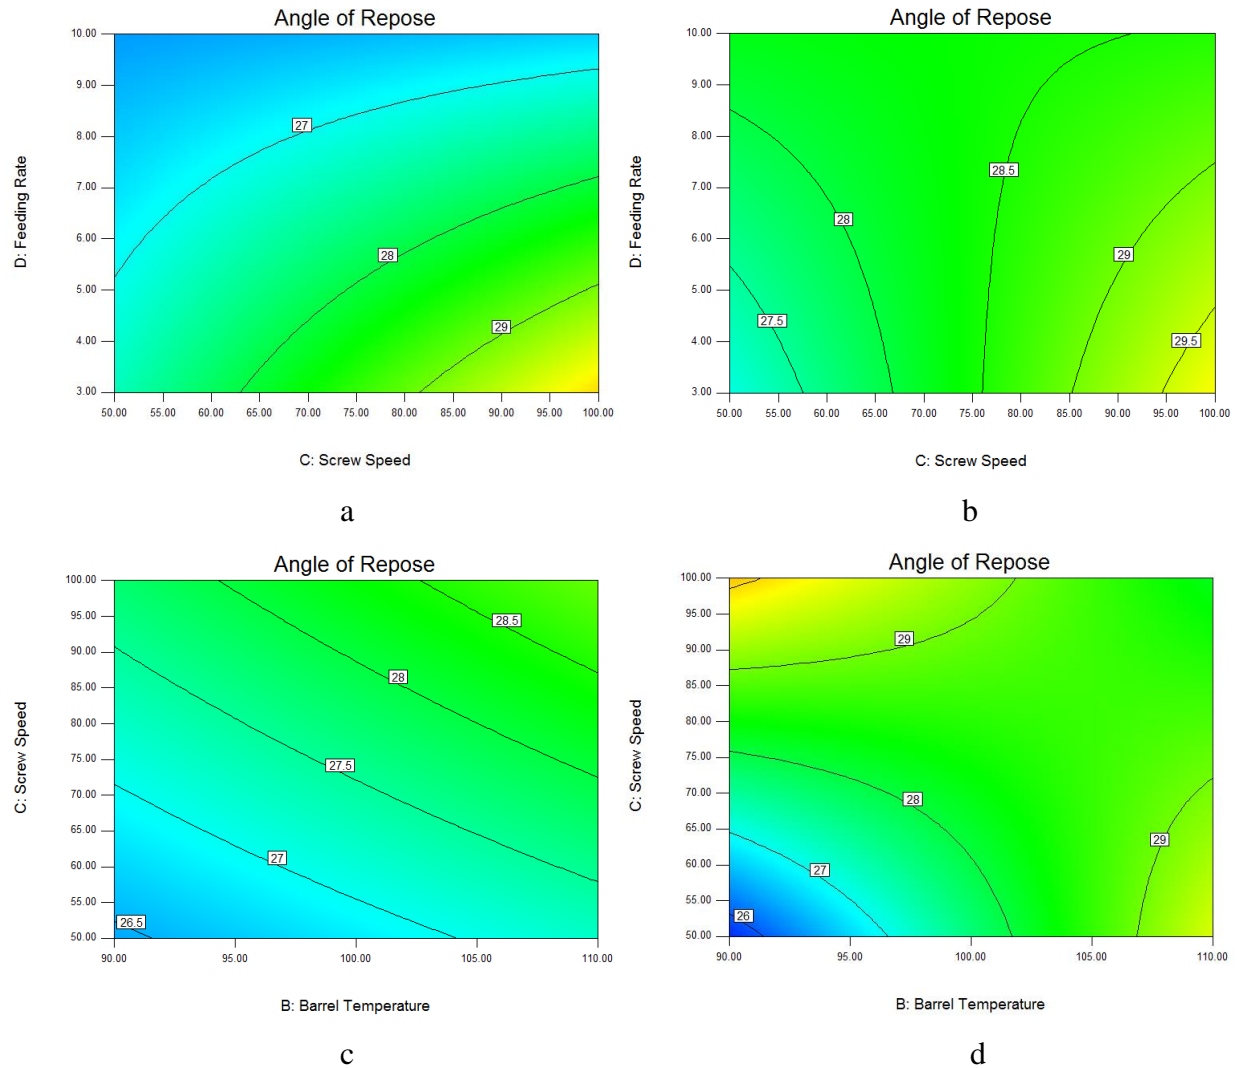 Angle of Repose
10.00
9.00
8.00
7.00
6.00
5.00
4.00
3.00
D: Feeding Rate
27
28
29
50.00 55.00 60.00 65.00 70.00 75.00 80.00 85.00 90.00 95.00 100.00
C: Screw Speed
a
Angle of Repose
10.00
9.00
8.00
7.00
6.00
5.00
4.00
3.00
D: Feeding Rate
28.5
28
29
27.5
29.5
50.00 55.00 60.00 65.00 70.00 75.00 80.00 85.00 90.00 95.00 100.00
C: Screw Speed
b
Angle of Repose
100.00
95.00
90.00
85.00
80.00
75.00
70.00
65.00
60.00
55.00
50.00
C: Screw Speed
28.5
28
27.5
27
26.5
90.00 95.00 100.00 105.00 110.00
B: Barrel Temperature
c
Angle of Repose
100.00
95.00
90.00
85.00
80.00
75.00
70.00
65.00
60.00
55.00
50.00
C: Screw Speed
29
28
29
27
26
90.00 95.00 100.00 105.00 110.00
B: Barrel Temperature
d